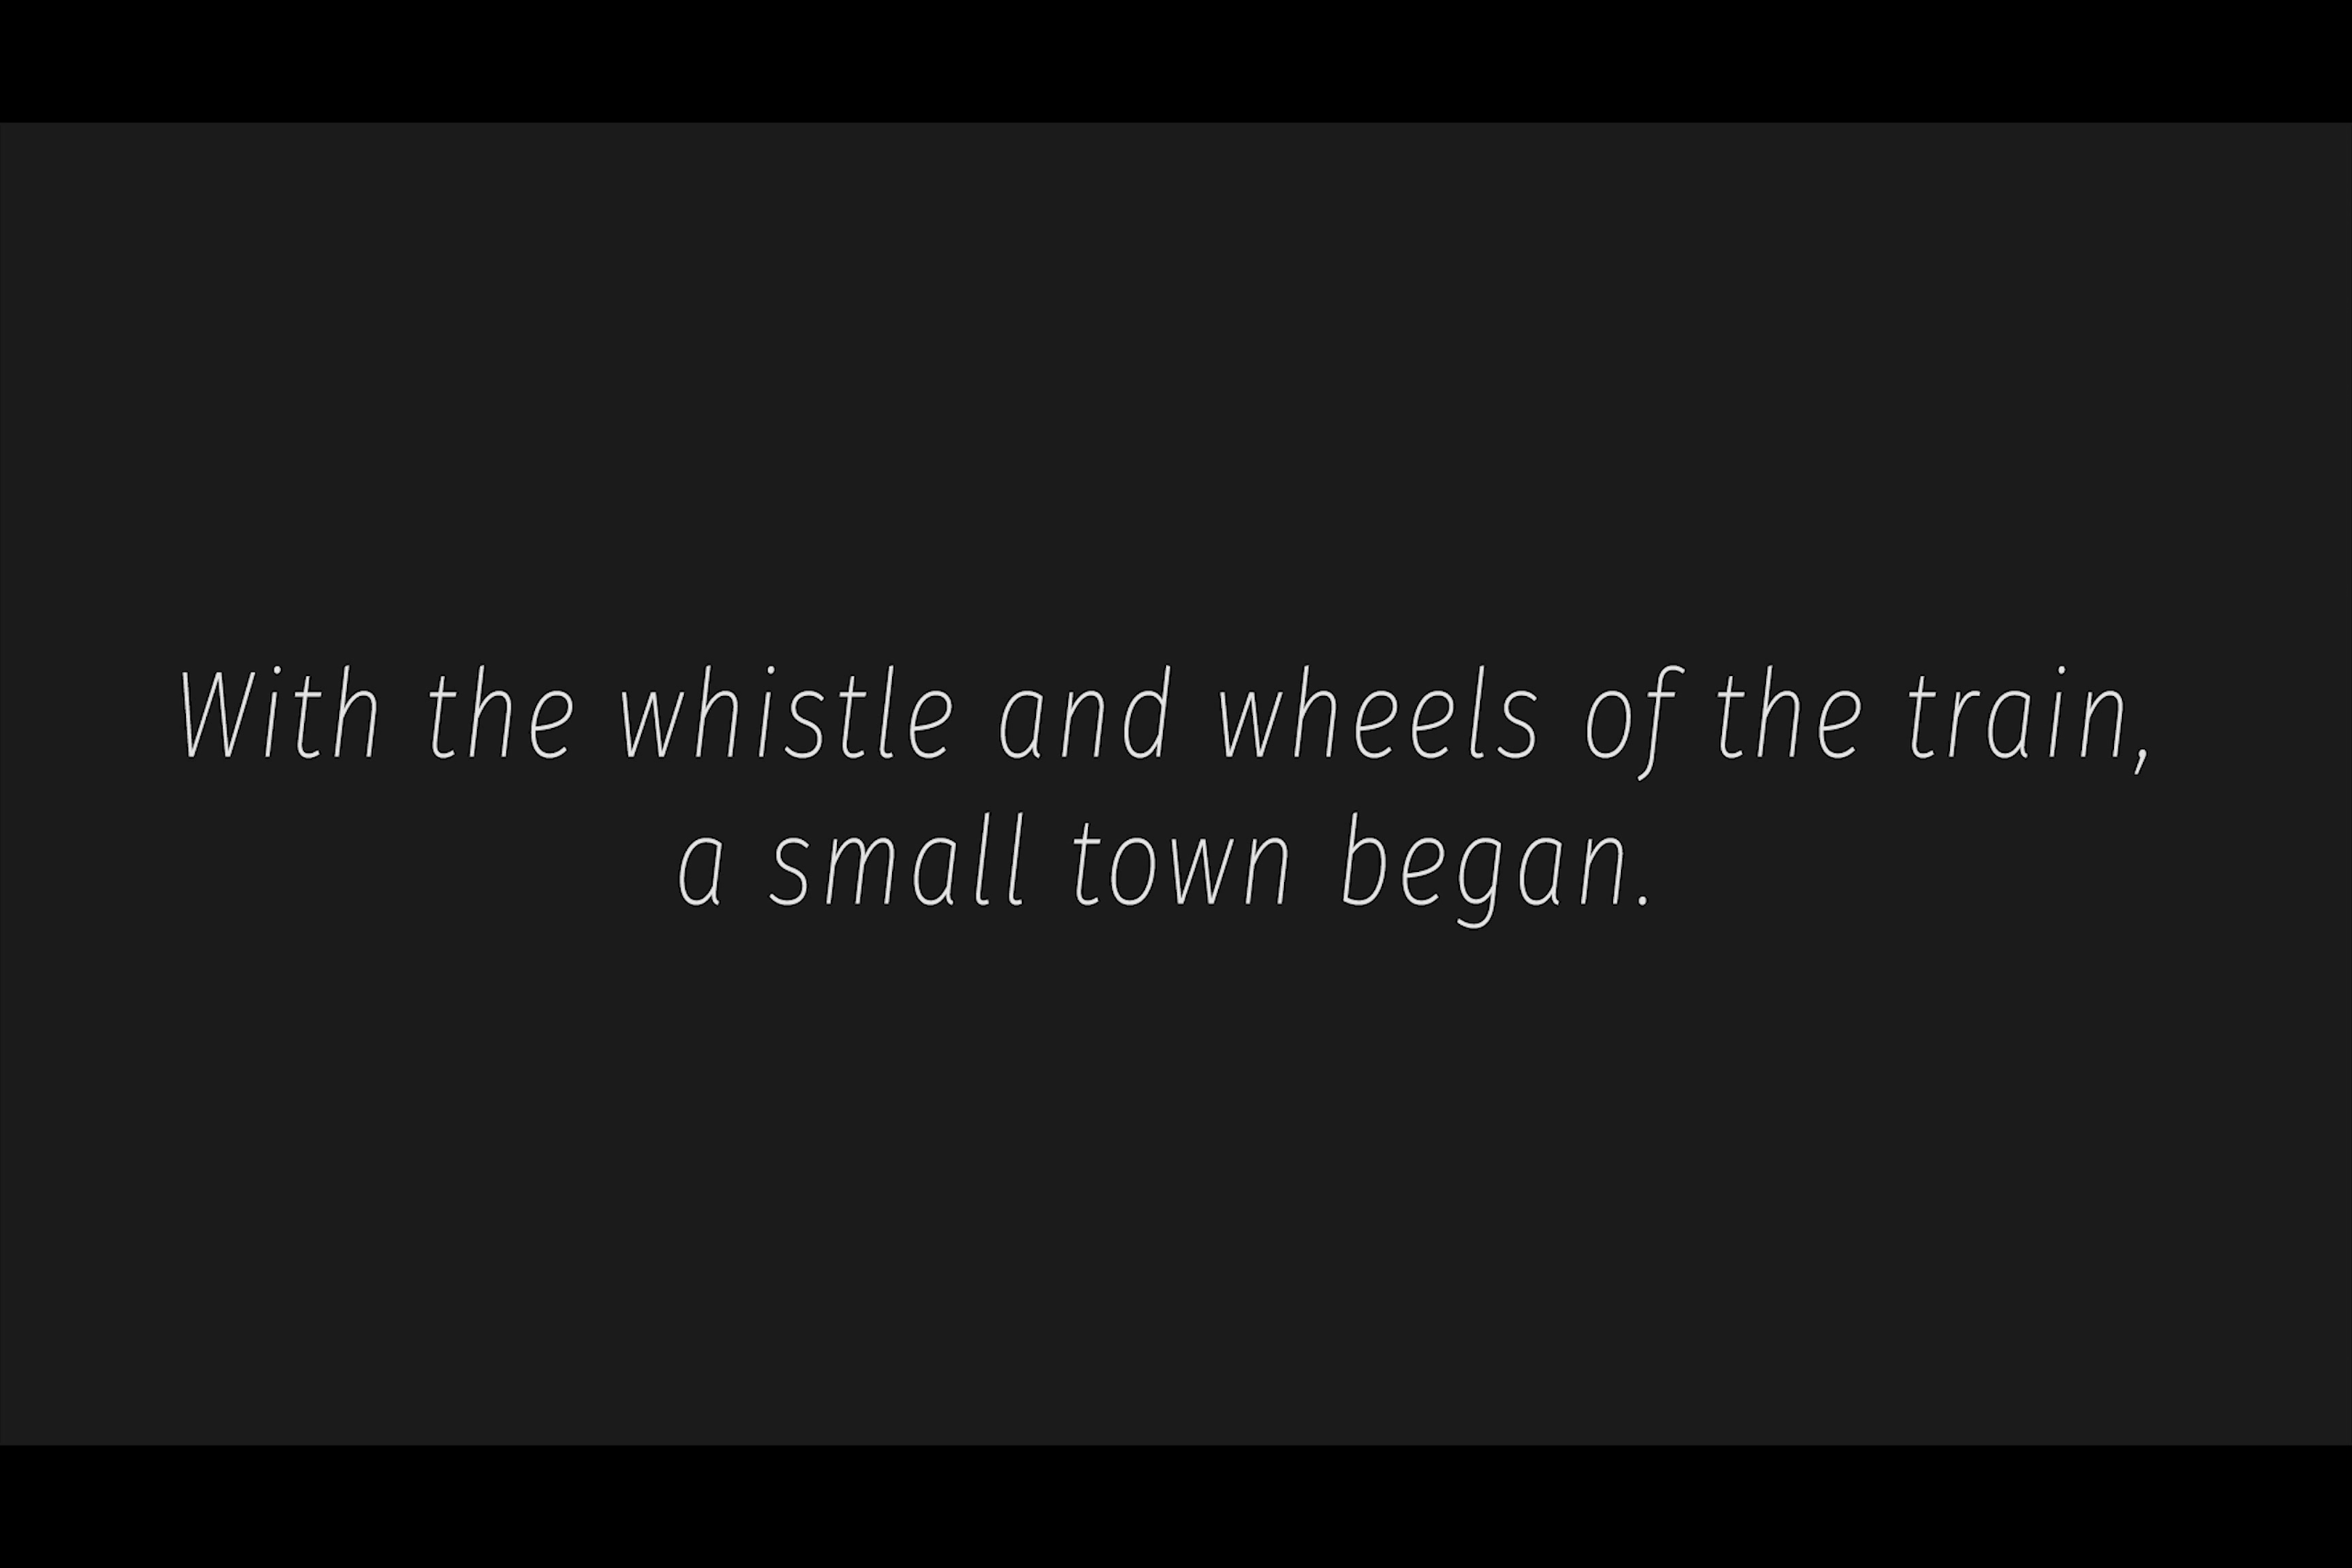 With the whistle and wheels of the train,
a small town began.